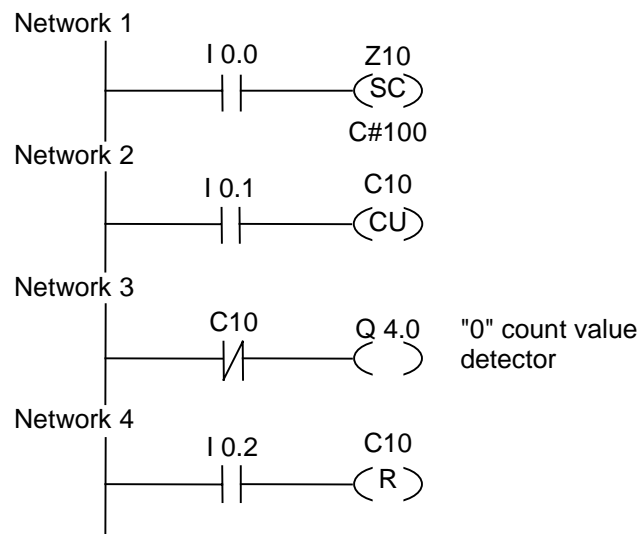 Network 1
I 0.0
Z10
SC
C#100
Network 2
I 0.1
C10
CU
Network 3
C10
Q 4.0
"0" count value
detector
Network 4
I 0.2
C10
R